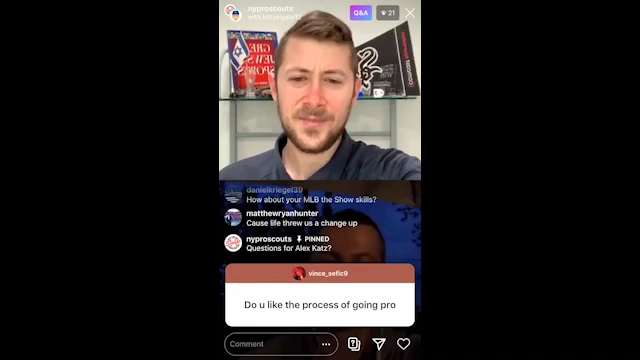 nyproscouts
Q&A
21
danielkriegel39
How about your MLB the Show skills?
matthewryanhunter
Cause life threw us a change up
nyproscouts PINNED
Questions for Alex Katz?
vince_sefic9
Do u like the process of going pro
Comment